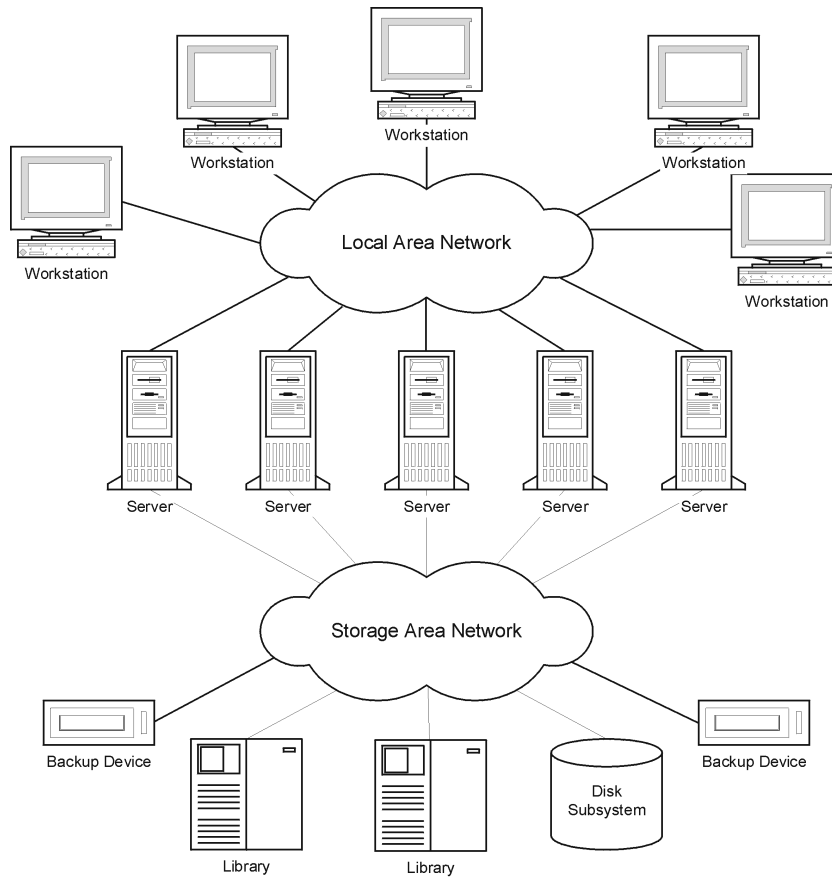 Workstation
Workstation
Workstation
Workstation
Workstation
Local Area Network
Server
Server
Server
Server
Server
Storage Area Network
Backup Device
Backup Device
Disk
Subsystem
Library
Library